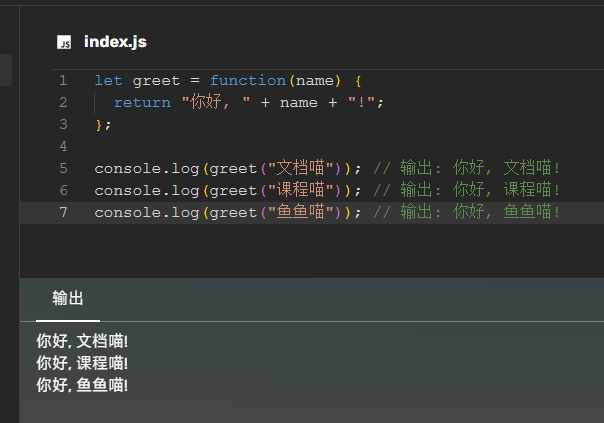 index.js
1 let greet = function(name) {
2 return "你好, " + name + "!";
3 };
4
5 console.log(greet("文档喵")); // 输出: 你好, 文档喵!
6 console.log(greet("课程喵")); // 输出: 你好, 课程喵!
7 console.log(greet("鱼鱼喵")); // 输出: 你好, 鱼鱼喵!
输出
你好, 文档喵!
你好, 课程喵!
你好, 鱼鱼喵!